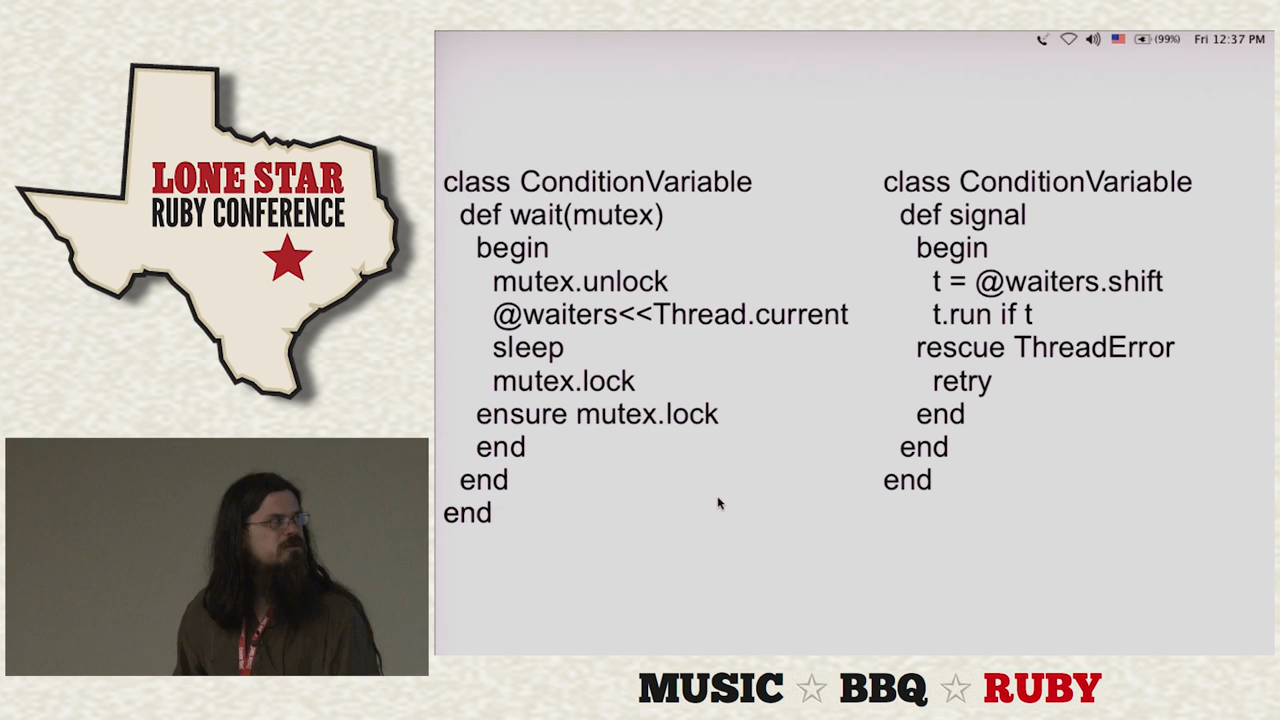 LONE STAR
RUBY CONFERENCE
(99%) Fri 12:37 PM
class ConditionVariable
def wait(mutex)
begin
mutex.unlock
@waiters<<Thread.current
sleep
mutex.lock
ensure mutex.lock
end
end
end
class ConditionVariable
def signal
begin
t = @waiters.shift
t.run if t
rescue ThreadError
retry
end
end
end
MUSIC ☆ BBQ ☆ RUBY